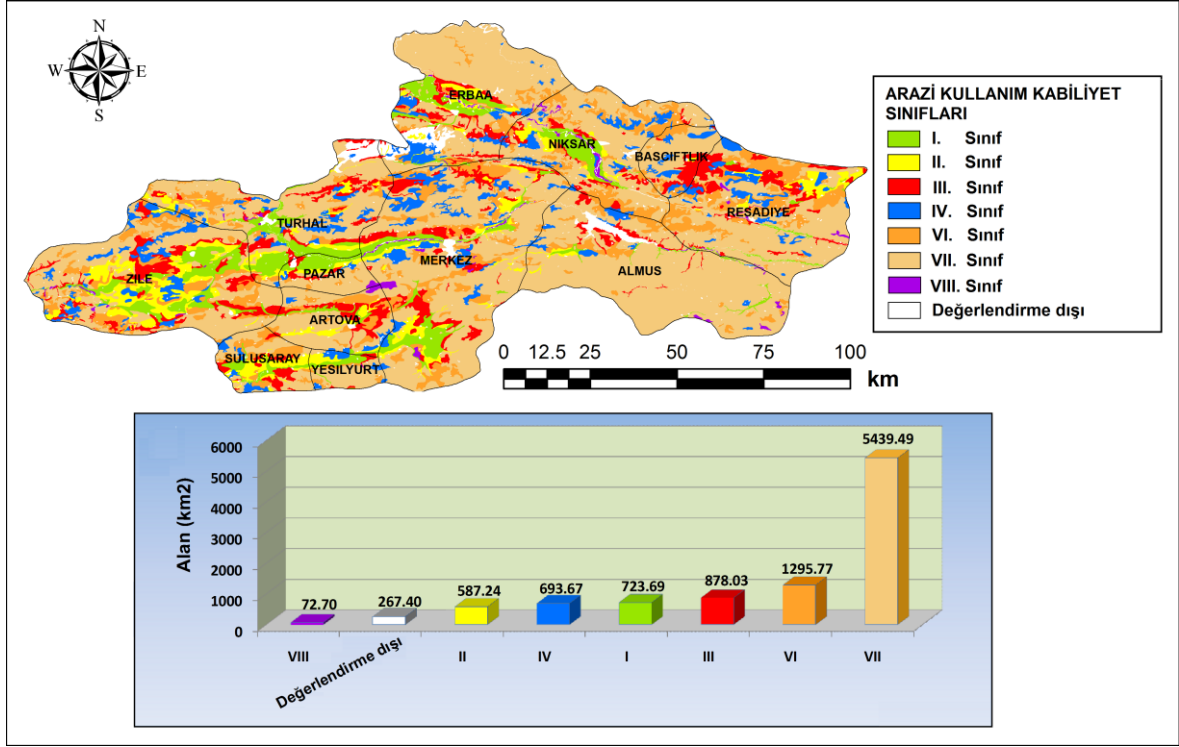 N
W E
S
ERBAA
NIKSAR
BASCIFTLIK
RESADIYE
TURHAL
MERKEZ
ALMUS
ZILE
PAZAR
ARTOVA
SULUSARAY
YESILYURT
ARAZİ KULLANIM KABİLİYET
SINIFLARI
I. Sınıf
II. Sınıf
III. Sınıf
IV. Sınıf
VI. Sınıf
VII. Sınıf
VIII. Sınıf
Değerlendirme dışı
0 12.5 25 50 75 100
km
Alan (km2)
6000
5000
4000
3000
2000
1000
0
72.70 267.40 587.24 693.67 723.69 878.03 1295.77 5439.49
VIII Değerlendirme dışı II IV I III VI VII